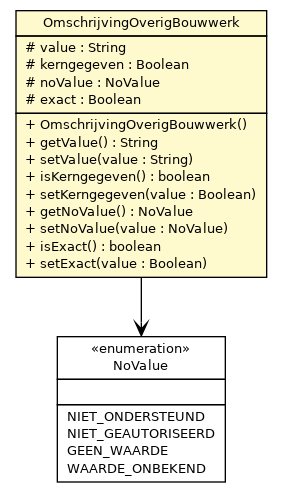 OmschrijvingOverigBouwwerk
# value : String
# kerngegeven : Boolean
# noValue : NoValue
# exact : Boolean
+ OmschrijvingOverigBouwwerk()
+ getValue() : String
+ setValue(value : String)
+ isKerngegeven() : boolean
+ setKerngegeven(value : Boolean)
+ getNoValue() : NoValue
+ setNoValue(value : NoValue)
+ isExact() : boolean
+ setExact(value : Boolean)
«enumeration»
NoValue
NIET_ONDERSTEUND
NIET_GEAUTORISEERD
GEEN_WAARDE
WAARDE_ONBEKEND